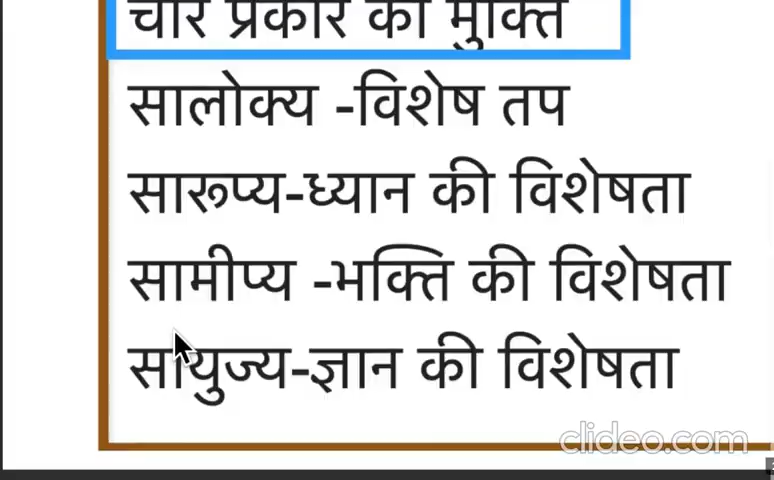 चार प्रकार की मुक्ति
सालोक्य -विशेष तप
सारूप्य-ध्यान की विशेषता
सामीप्य -भक्ति की विशेषता
सायुज्य-ज्ञान की विशेषता
clideo.com